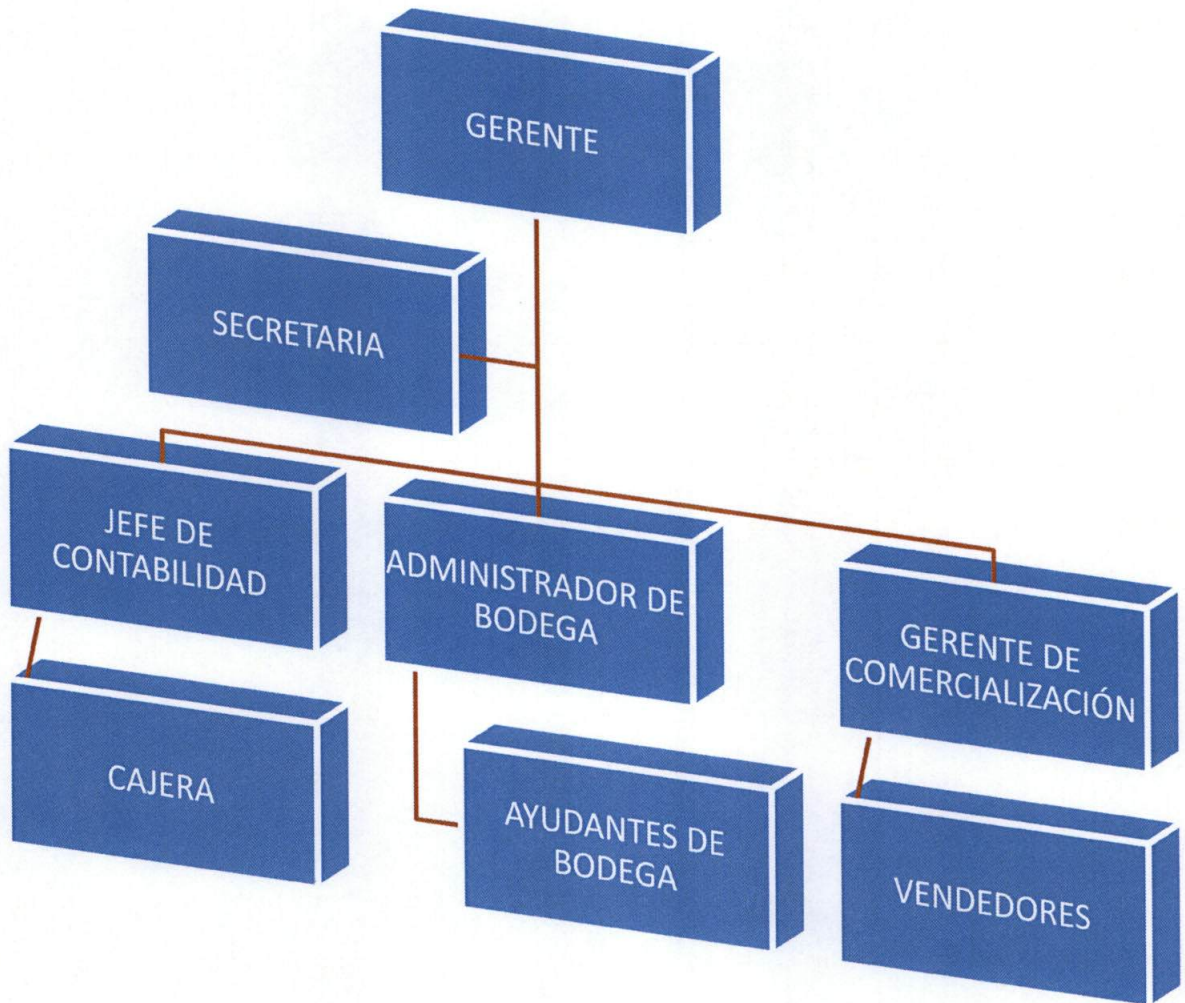 GERENTE
SECRETARIA
JEFE DE
CONTABILIDAD
ADMINISTRADOR DE
BODEGA
GERENTE DE
COMERCIALIZACIÓN
CAJERA
AYUDANTES DE
BODEGA
VENDEDORES